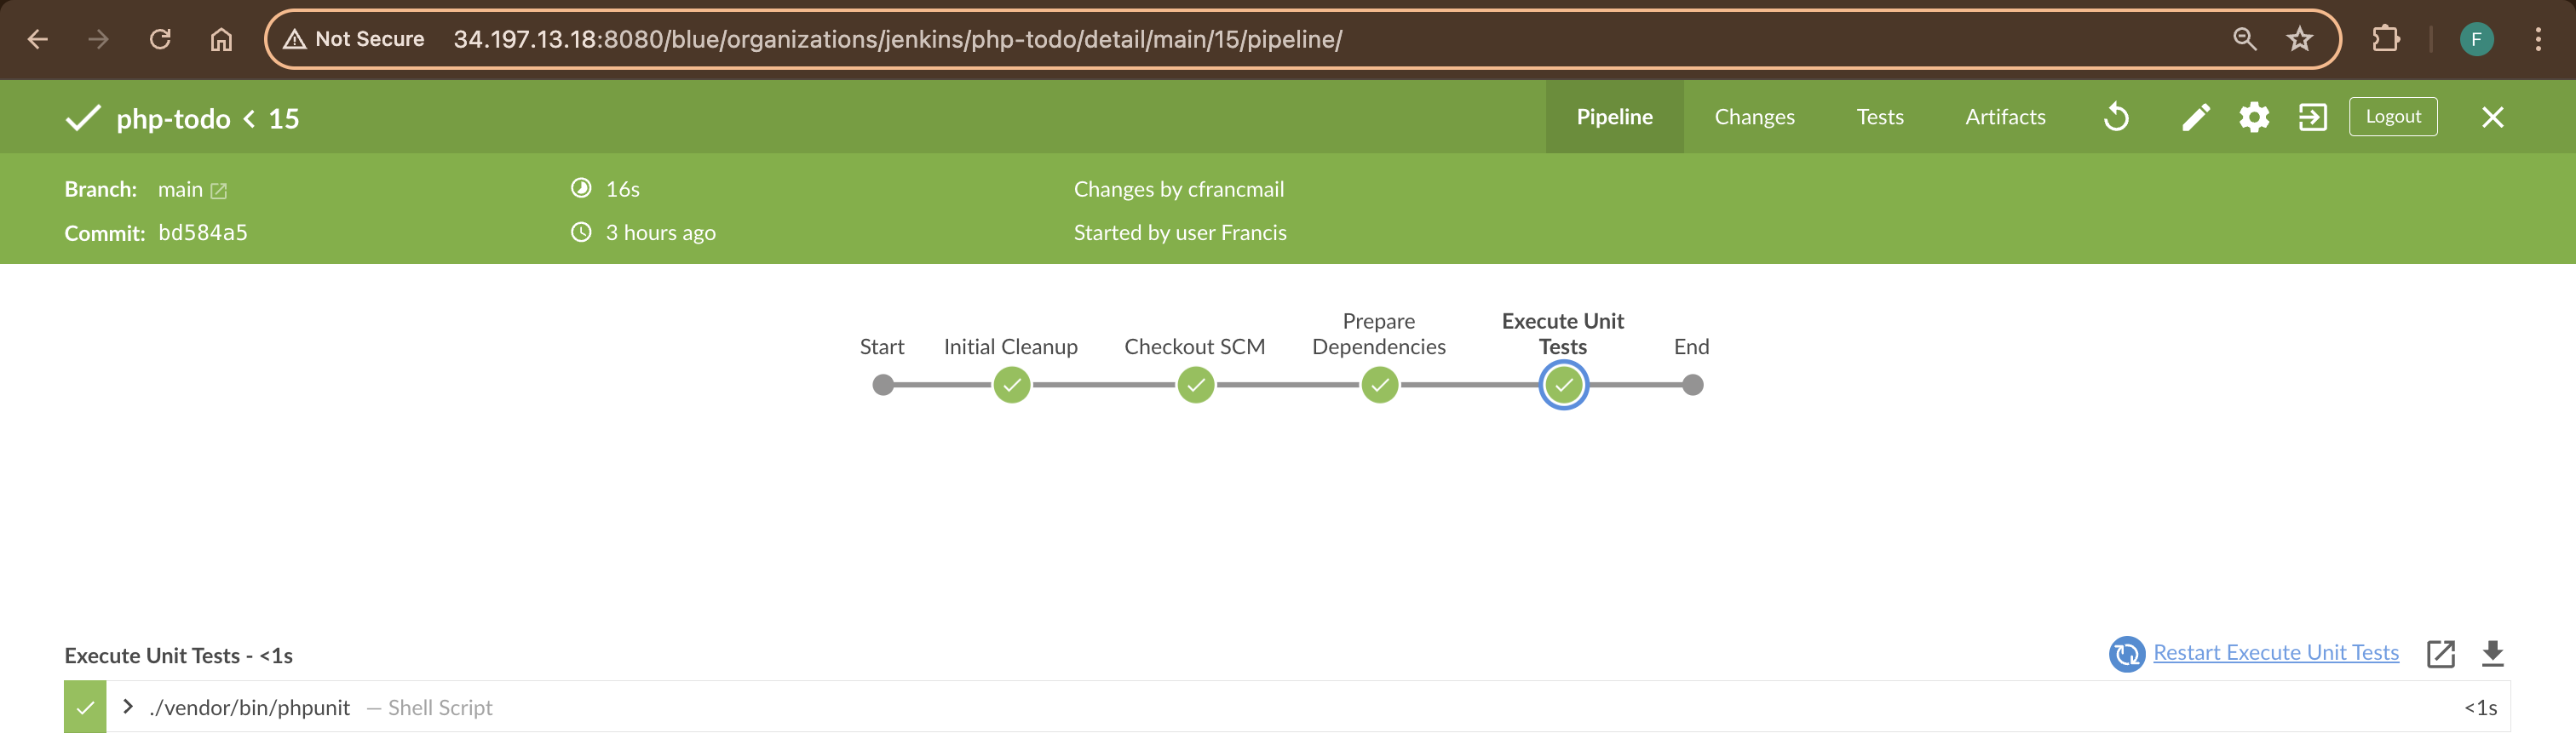 Not Secure 34.197.13.18:8080/blue/organizations/jenkins/php-todo/detail/main/15/pipeline/ F
php-todo < 15 Pipeline Changes Tests Artifacts Logout
Branch: main 16s Changes by cfrancmail
Commit: bd584a5 3 hours ago Started by user Francis
Start Initial Cleanup Checkout SCM Prepare Dependencies Execute Unit Tests End
Execute Unit Tests - <1s Restart Execute Unit Tests
./vendor/bin/phpunit — Shell Script <1s